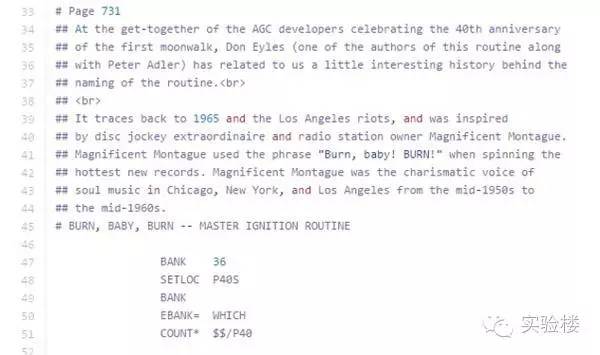 33 # Page 731
34 ## At the get-together of the AGC developers celebrating the 40th anniversary
35 ## of the first moonwalk, Don Eyles (one of the authors of this routine along
36 ## with Peter Adler) has related to us a little interesting history behind the
37 ## naming of the routine.<br>
38 ## <br>
39 ## It traces back to 1965 and the Los Angeles riots, and was inspired
40 ## by disc jockey extraordinaire and radio station owner Magnificent Montague.
41 ## Magnificent Montague used the phrase "Burn, baby! BURN!" when spinning the
42 ## hottest new records. Magnificent Montague was the charismatic voice of
43 ## soul music in Chicago, New York, and Los Angeles from the mid-1950s to
44 ## the mid-1960s.
45 # BURN, BABY, BURN -- MASTER IGNITION ROUTINE
46
47 BANK 36
48 SETLOC P40S
49 BANK
50 EBANK= WHICH
51 COUNT* $$/P40
52
实验楼